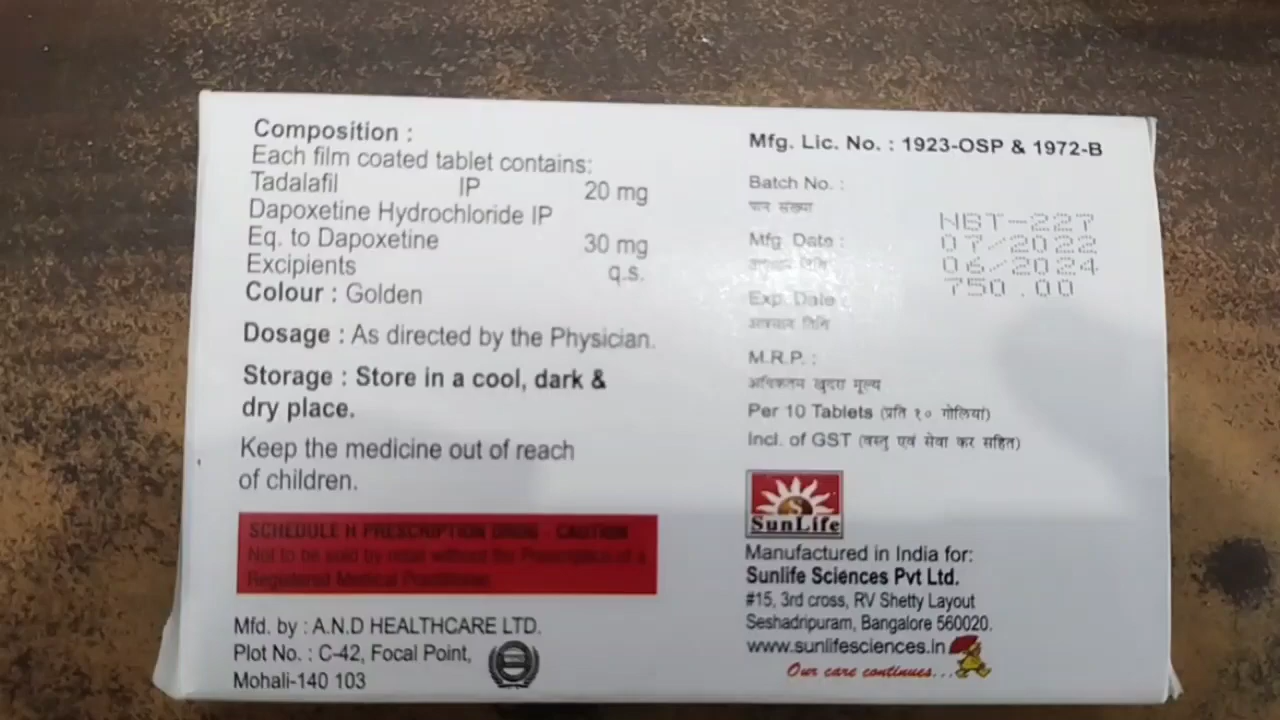 Composition :
Each film coated tablet contains:
Tadalafil IP 20 mg
Dapoxetine Hydrochloride IP
Eq. to Dapoxetine 30 mg
Excipients q.s.
Colour : Golden
Dosage : As directed by the Physician.
Storage : Store in a cool, dark &
dry place.
Keep the medicine out of reach
of children.
SCHEDULE H PRESCRIPTION DRUG - CAUTION
Not to be sold by retail without the Prescription of a
Registered Medical Practitioner
Mfd. by : A.N.D HEALTHCARE LTD.
Plot No. : C-42, Focal Point,
Mohali-140 103
Mfg. Lic. No. : 1923-OSP & 1972-B
Batch No. :
संख्या
NBT-227
Mfg. Date :
07/2022
तिथि
06/2024
Exp. Date :
750.00
तिथि
M.R.P. :
अधिकतम खुदरा मूल्य
Per 10 Tablets (प्रति १० गोलियां)
Incl. of GST (वस्तु एवं सेवा कर सहित)
SunLife
Manufactured in India for:
Sunlife Sciences Pvt Ltd.
#15, 3rd cross, RV Shetty Layout
Seshadripuram, Bangalore 560020.
www.sunlifesciences.in
Our care continues...